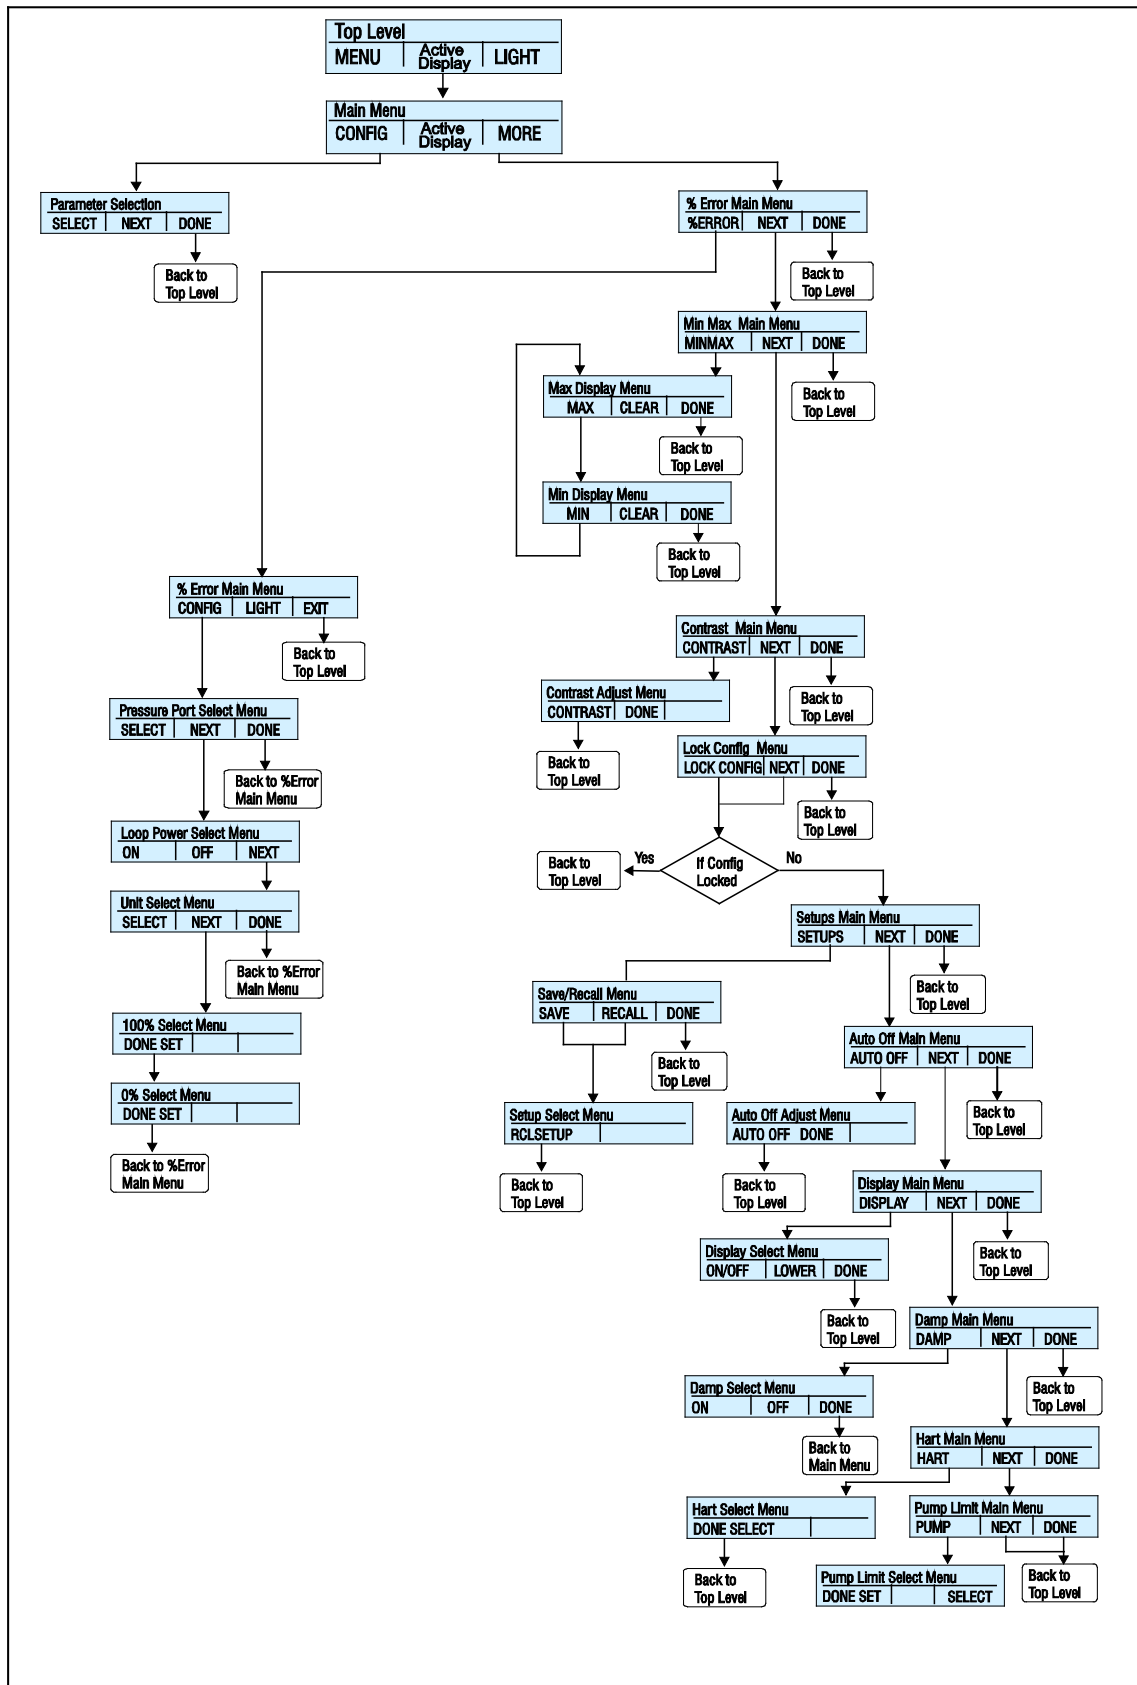 Top Level
MENU Active Display LIGHT
Main Menu
CONFIG Active Display MORE
Parameter Selection
SELECT NEXT DONE
Back to
Top Level
% Error Main Menu
%ERROR NEXT DONE
Back to
Top Level
Min Max Main Menu
MINMAX NEXT DONE
Back to
Top Level
Max Display Menu
MAX CLEAR DONE
Back to
Top Level
Min Display Menu
MIN CLEAR DONE
Back to
Top Level
% Error Main Menu
CONFIG LIGHT EXIT
Back to
Top Level
Pressure Port Select Menu
SELECT NEXT DONE
Back to %Error
Main Menu
Loop Power Select Menu
ON OFF NEXT
Unit Select Menu
SELECT NEXT DONE
Back to %Error
Main Menu
100% Select Menu
DONE SET
0% Select Menu
DONE SET
Back to %Error
Main Menu
Contrast Main Menu
CONTRAST NEXT DONE
Back to
Top Level
Contrast Adjust Menu
CONTRAST DONE
Back to
Top Level
Lock Config Menu
LOCK CONFIG NEXT DONE
Back to
Top Level
If Config
Locked
Yes
No
Back to
Top Level
Setups Main Menu
SETUPS NEXT DONE
Back to
Top Level
Save/Recall Menu
SAVE RECALL DONE
Back to
Top Level
Setup Select Menu
RCLSETUP
Back to
Top Level
Auto Off Main Menu
AUTO OFF NEXT DONE
Back to
Top Level
Auto Off Adjust Menu
AUTO OFF DONE
Back to
Top Level
Display Main Menu
DISPLAY NEXT DONE
Back to
Top Level
Display Select Menu
ON/OFF LOWER DONE
Back to
Top Level
Damp Main Menu
DAMP NEXT DONE
Back to
Top Level
Damp Select Menu
ON OFF DONE
Back to
Main Menu
Hart Main Menu
HART NEXT DONE
Hart Select Menu
DONE SELECT
Back to
Top Level
Pump Limit Main Menu
PUMP NEXT DONE
Back to
Top Level
Pump Limit Select Menu
DONE SET SELECT